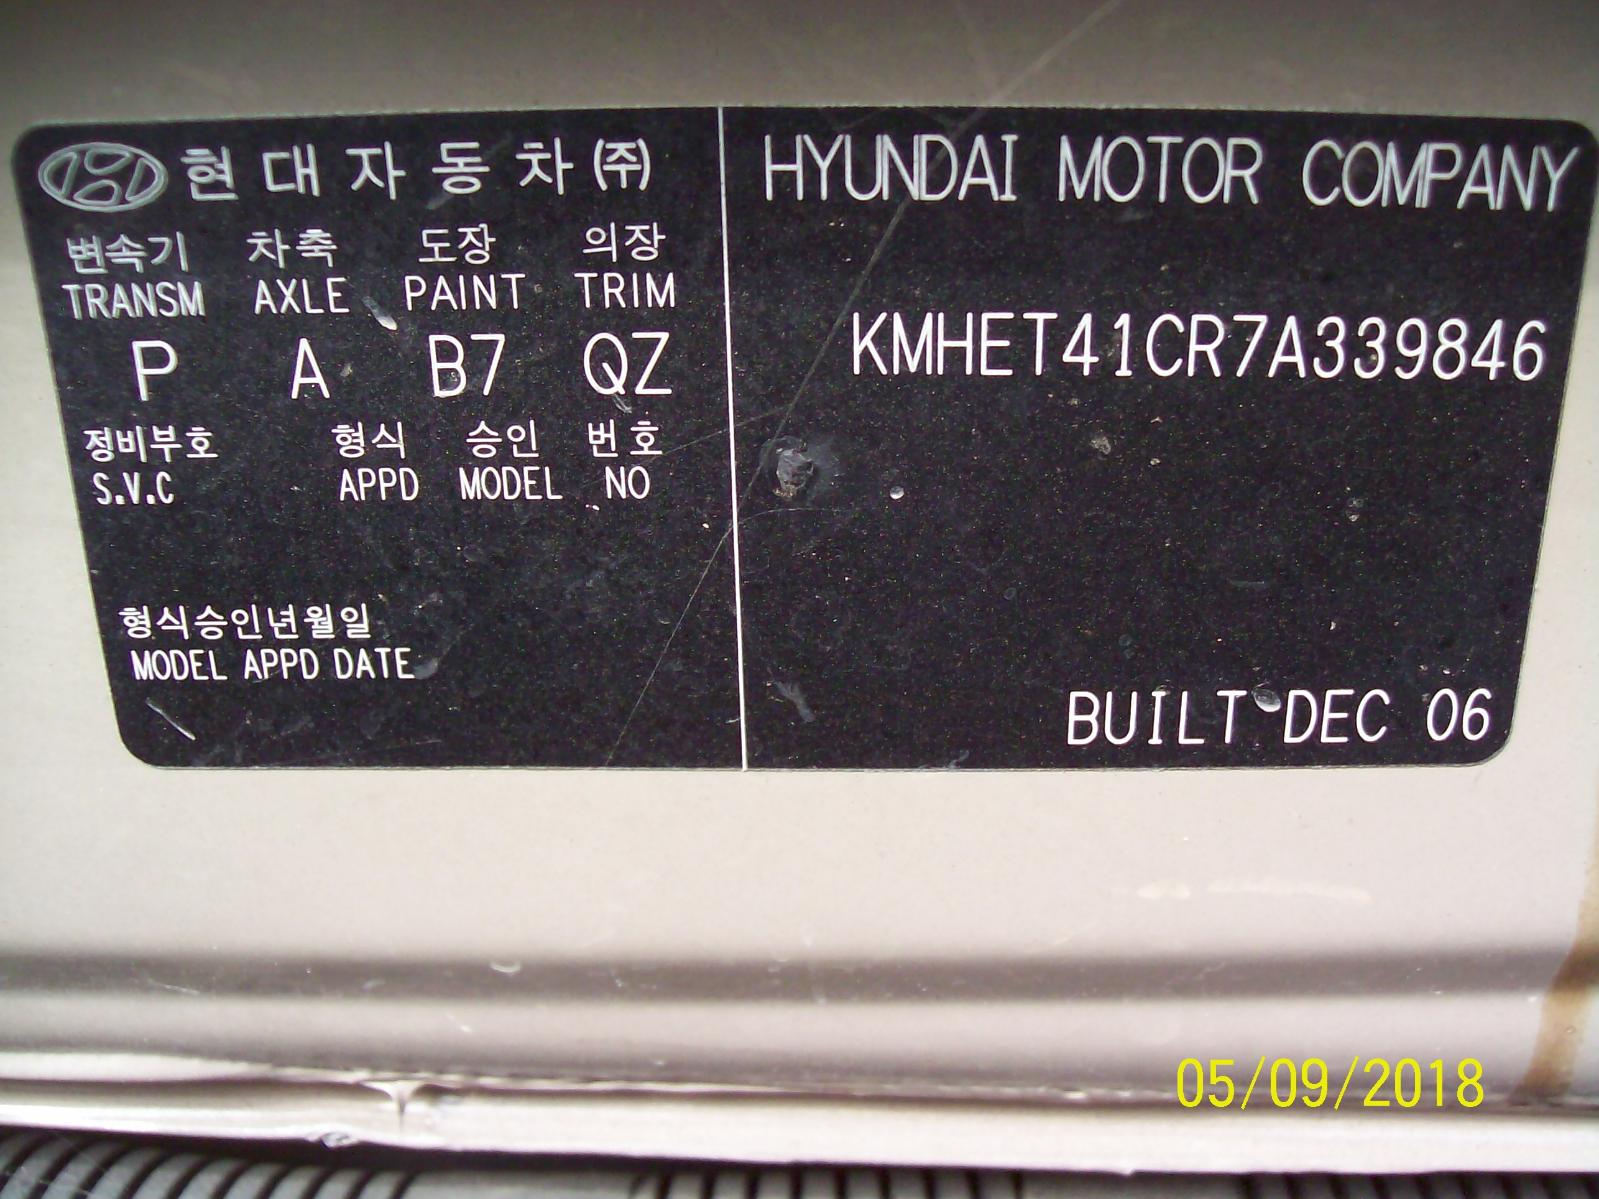 현대자동차㈜
변속기 차축 도장 의장
TRANSM AXLE PAINT TRIM
P A B7 QZ
정비부호 형식 승인 번호
S.V.C APPD MODEL NO
형식승인년월일
MODEL APPD DATE
HYUNDAI MOTOR COMPANY
KMHET41CR7A339846
BUILT DEC 06
05/09/2018